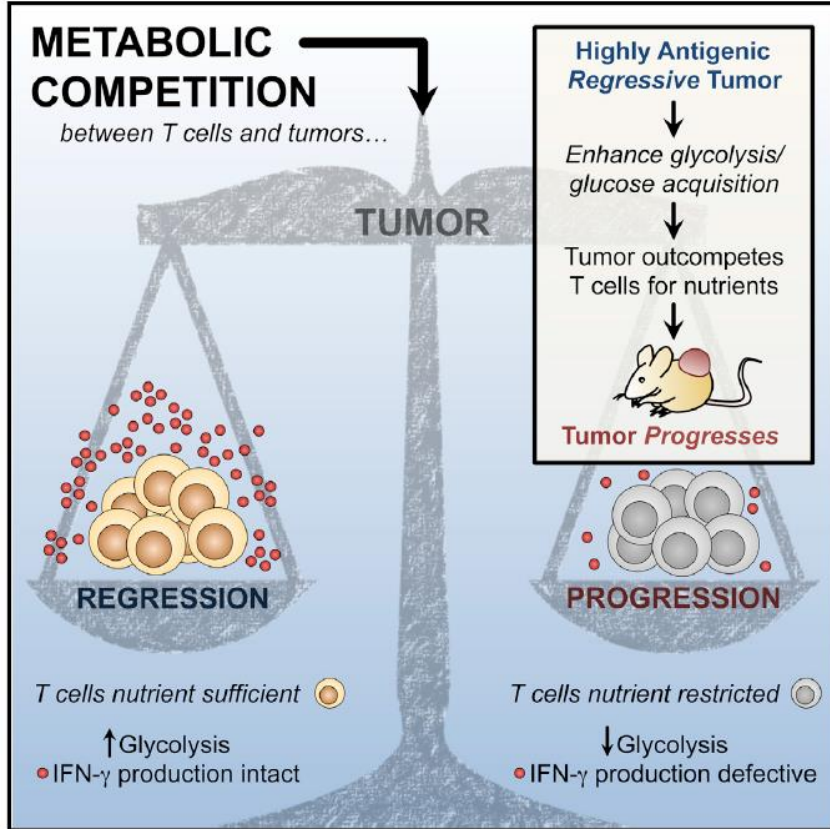 METABOLIC
COMPETITION
between T cells and tumors…
TUMOR
Highly Antigenic
Regressive Tumor
Enhance glycolysis/
glucose acquisition
Tumor outcompetes
T cells for nutrients
Tumor Progresses
REGRESSION
T cells nutrient sufficient
↑Glycolysis
IFN-γ production intact
PROGRESSION
T cells nutrient restricted
↓Glycolysis
IFN-γ production defective